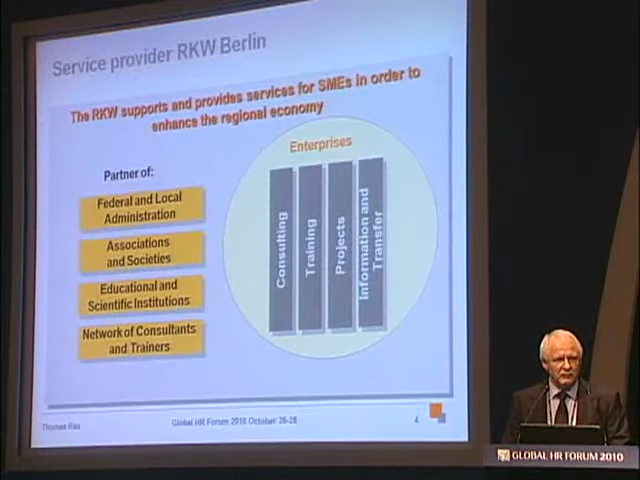 Service provider RKW Berlin
The RKW supports and provides services for SMEs in order to
enhance the regional economy
Partner of:
Federal and Local
Administration
Associations
and Societies
Educational and
Scientific Institutions
Network of Consultants
and Trainers
Enterprises
Consulting
Training
Projects
Information and
Transfer
Thomas Rau
Global HR Forum 2010 October 26-28
4
GLOBAL HR FORUM 2010